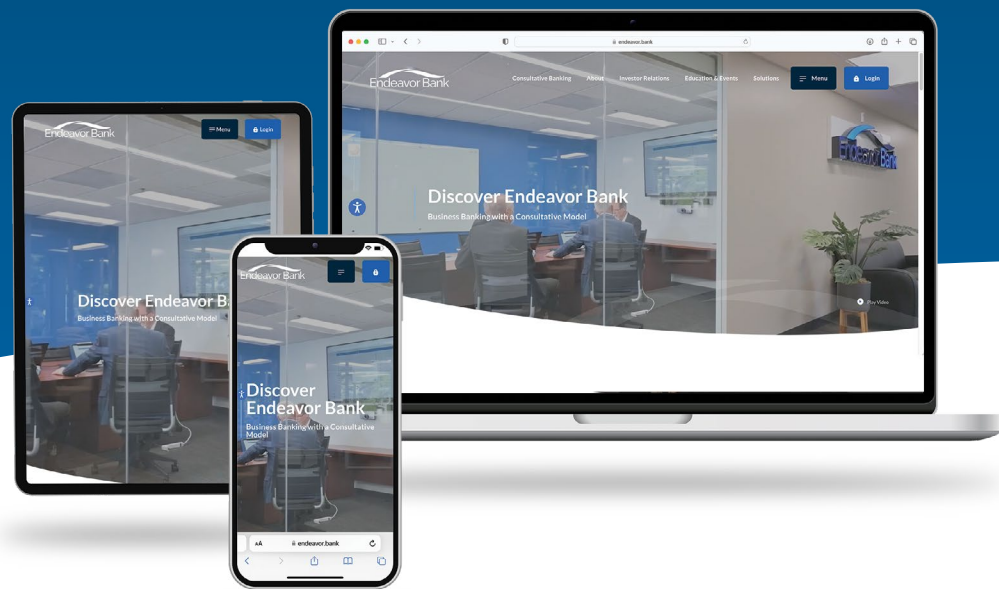 endeavor.bank
Endeavor Bank
Consultative Banking
About
Investor Relations
Education & Events
Solutions
Menu
Login
Endeavor Bank
Discover Endeavor Bank
Business Banking with a Consultative Model
Play Video
Endeavor Bank
Menu
Login
Discover Endeavor B
Business Banking with a Consultative Model
Endeavor Bank
Discover
Endeavor Bank
Business Banking with a Consultative
Model
AA
endeavor.bank